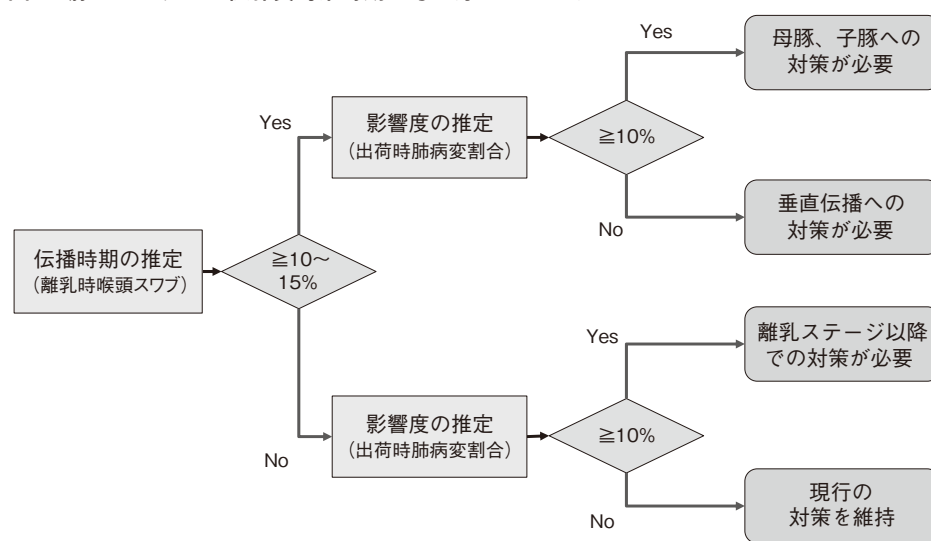 Yes
母豚、子豚への
対策が必要
影響度の推定
（出荷時肺病変割合）
≧10%
Yes
No
垂直伝播への
対策が必要
伝播時期の推定
（離乳時喉頭スワブ）
≧10～
15%
Yes
離乳ステージ以降
での対策が必要
No
影響度の推定
（出荷時肺病変割合）
≧10%
No
現行の
対策を維持